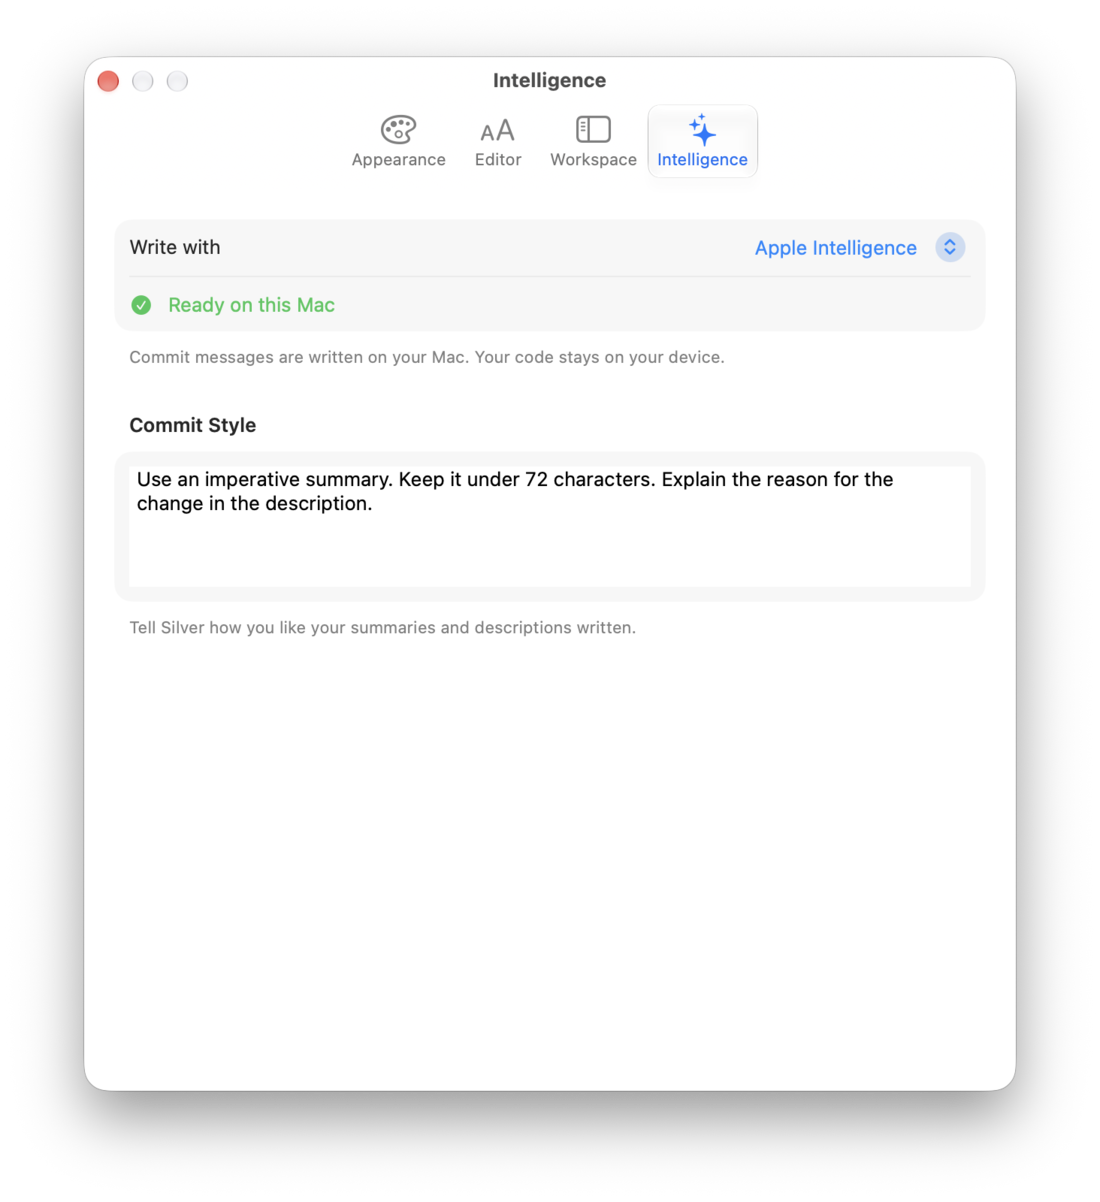 Intelligence
Appearance
Editor
Workspace
Intelligence
Write with
Apple Intelligence
Ready on this Mac
Commit messages are written on your Mac. Your code stays on your device.
Commit Style
Use an imperative summary. Keep it under 72 characters. Explain the reason for the
change in the description.
Tell Silver how you like your summaries and descriptions written.